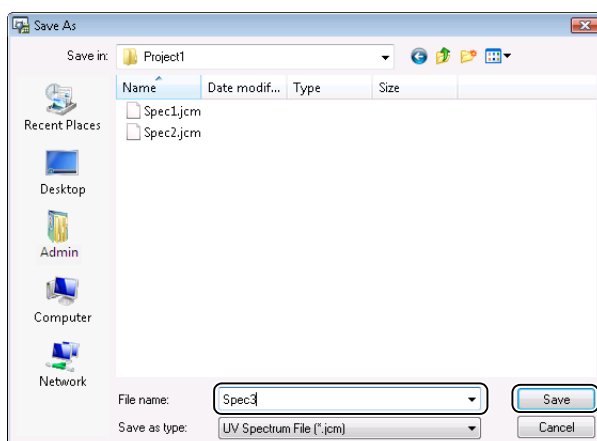 Save As
Save in: Project1
Name Date modif... Type Size
Spec1.jcm
Spec2.jcm
Recent Places
Desktop
Admin
Computer
Network
File name: Spec3 Save
Save as type: UV Spectrum File (*.jcm) Cancel